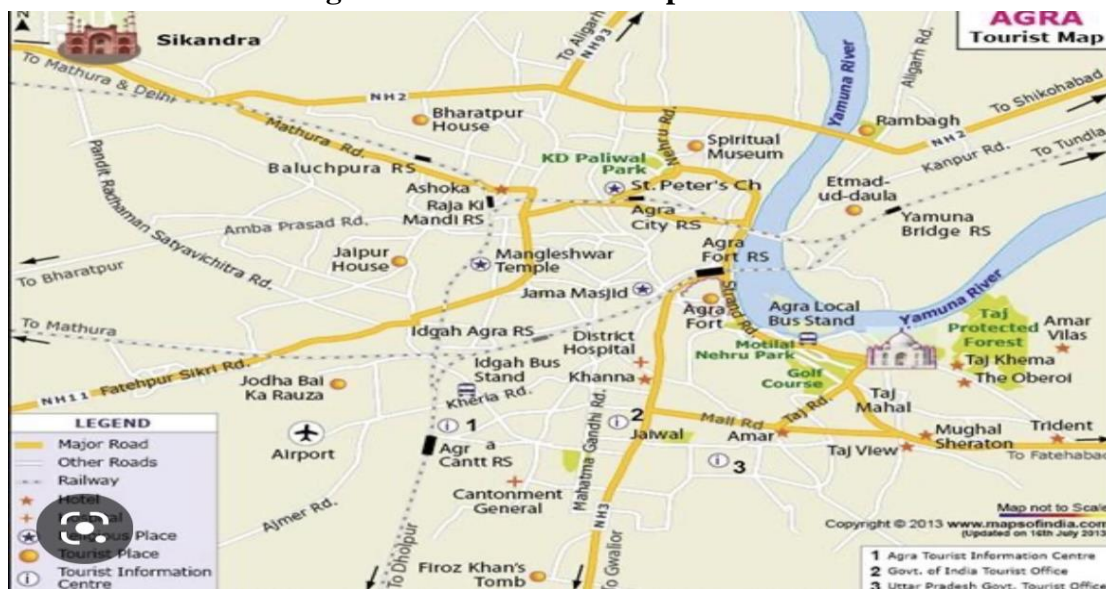 AGRA
Tourist Map
Sikandra
To Mathura & Delhi
NH2
To Aligarh
NH93
Yamuna River
Aligarh Rd.
To Shikohabad
NH 2
To Tundla
Kanpur Rd.
Rambagh
Bharatpur
House
Mathura Rd.
Nehru Rd.
Spiritual
Museum
KD Paliwal
Park
Baluchpura RS
Pandit Radhaman Satyavichitra Rd.
Ashoka
Raja Ki
Mandi RS
St. Peter's Ch
Agra
City RS
Etmad-
ud-daula
Yamuna
Bridge RS
Amba Prasad Rd.
To Bharatpur
Jaipur
House
Mangleshwar
Temple
Agra
Fort RS
Jama Masjid
Agra
Fort
Strand Rd.
Agra Local
Bus Stand
Yamuna River
Taj
Protected
Forest
Amar
Vilas
To Mathura
Idgah Agra RS
District
Hospital
Motilal
Nehru Park
Golf
Course
Taj Khema
The Oberoi
Taj
Mahal
NH11
Fatehpur Sikri Rd.
Jodha Bai
Ka Rauza
Idgah Bus
Stand
Kheria Rd.
Khanna
Mall Rd.
Taj Rd.
LEGEND
Major Road
Other Roads
Railway
Hotel
Religious Place
Tourist Place
Tourist Information
Centre
Airport
1
Agr a
Cantt RS
Mahatma Gandhi Rd.
2
Jaiwal
Amar
3
Taj View
Mughal
Sheraton
Trident
To Fatehabad
Ajmer Rd.
Cantonment
General
NH3
To Dholpur
Firoz Khan's
Tomb
To Gwalior
Map not to Scale
Copyright © 2013 www.mapsofindia.com
(Updated on 16th July 2013)
1 Agra Tourist Information Centre
2 Govt. of India Tourist Office
3 Uttar Pradesh Govt. Tourist Office